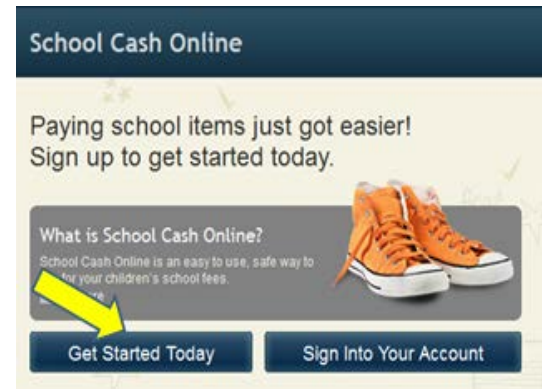 School Cash Online
Paying school items just got easier!
Sign up to get started today.
What is School Cash Online?
School Cash Online is an easy to use, safe way to
for your children's school fees.
Get Started Today
Sign Into Your Account